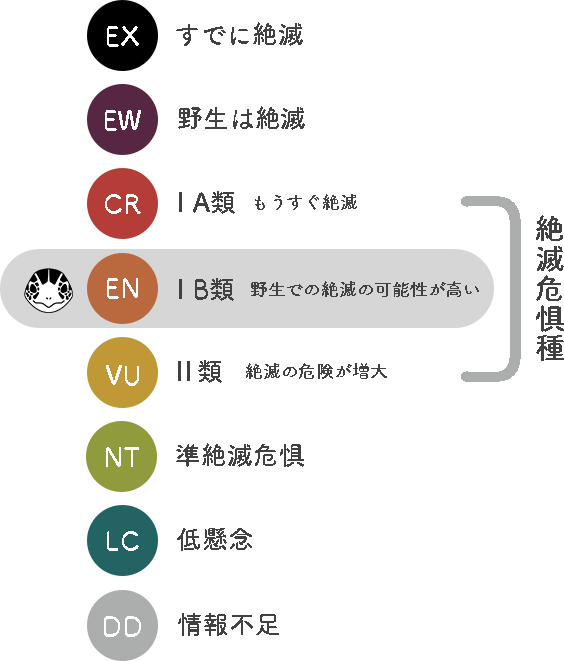 EX すでに絶滅
EW 野生は絶滅
CR ⅠA類 もうすぐ絶滅
EN ⅠB類 野生での絶滅の可能性が高い
VU Ⅱ類 絶滅の危険が増大
絶滅危惧種
NT 準絶滅危惧
LC 低懸念
DD 情報不足